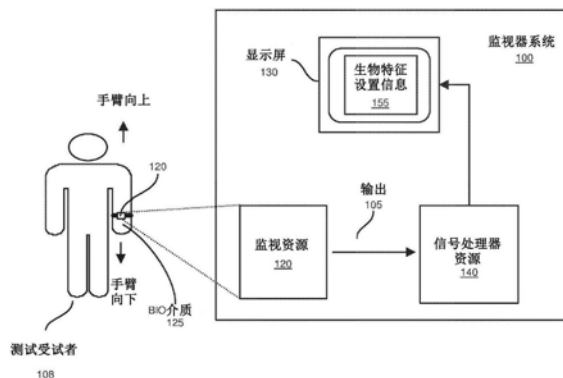 监视器系统
100
显示屏
130
生物特征
设置信息
155
手臂向上
120
输出
105
监视资源
120
信号处理器
资源
140
手臂
向下
BIO介质
125
测试受试者
108